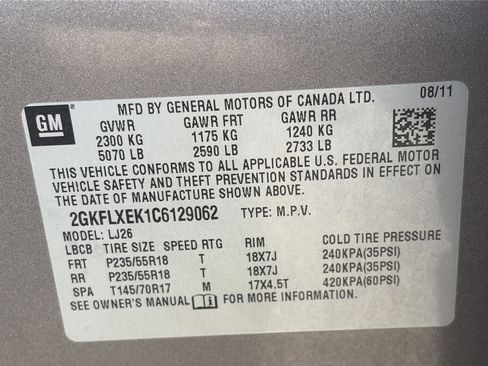 08/11
GM
MFD BY GENERAL MOTORS OF CANADA LTD.
GVWR GAWR FRT GAWR RR
2300 KG 1175 KG 1240 KG
5070 LB 2590 LB 2733 LB
THIS VEHICLE CONFORMS TO ALL APPLICABLE U.S. FEDERAL MOTOR
VEHICLE SAFETY AND THEFT PREVENTION STANDARDS IN EFFECT ON
THE DATE OF MANUFACTURE SHOWN ABOVE.
2GKFLXEK1C6129062 TYPE: M.P.V.
MODEL: LJ26
LBCB TIRE SIZE SPEED RTG RIM COLD TIRE PRESSURE
FRT P235/55R18 T 18X7J 240KPA(35PSI)
RR P235/55R18 T 18X7J 240KPA(35PSI)
SPA T145/70R17 M 17X4.5T 420KPA(60PSI)
SEE OWNER'S MANUAL FOR MORE INFORMATION.